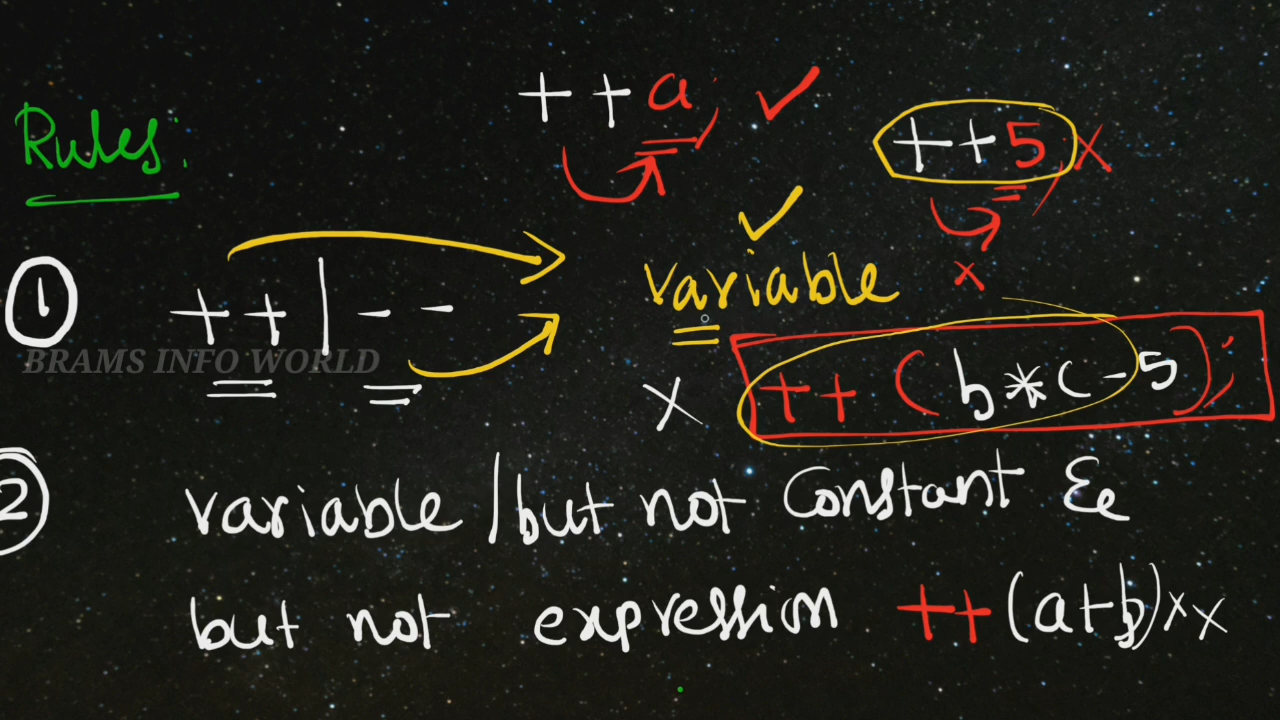 ++a; ✓
Rules:
++5; ×
✓
×
① ++ | -- variable
BRAMS INFO WORLD
× ++(b*c-5);
② variable / but not constant &
but not expression ++(a+b)××